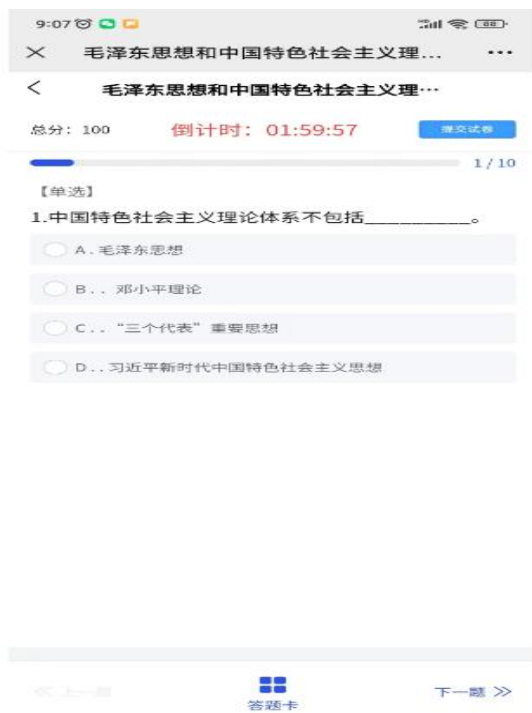 9:07
88
毛泽东思想和中国特色社会主义理...
毛泽东思想和中国特色社会主义理…
总分：100 倒计时：01:59:57 提交试卷
1/10
【单选】
1.中国特色社会主义理论体系不包括_________。
A.毛泽东思想
B.．邓小平理论
C.．“三个代表”重要思想
D.．习近平新时代中国特色社会主义思想
上一题 答题卡 下一题